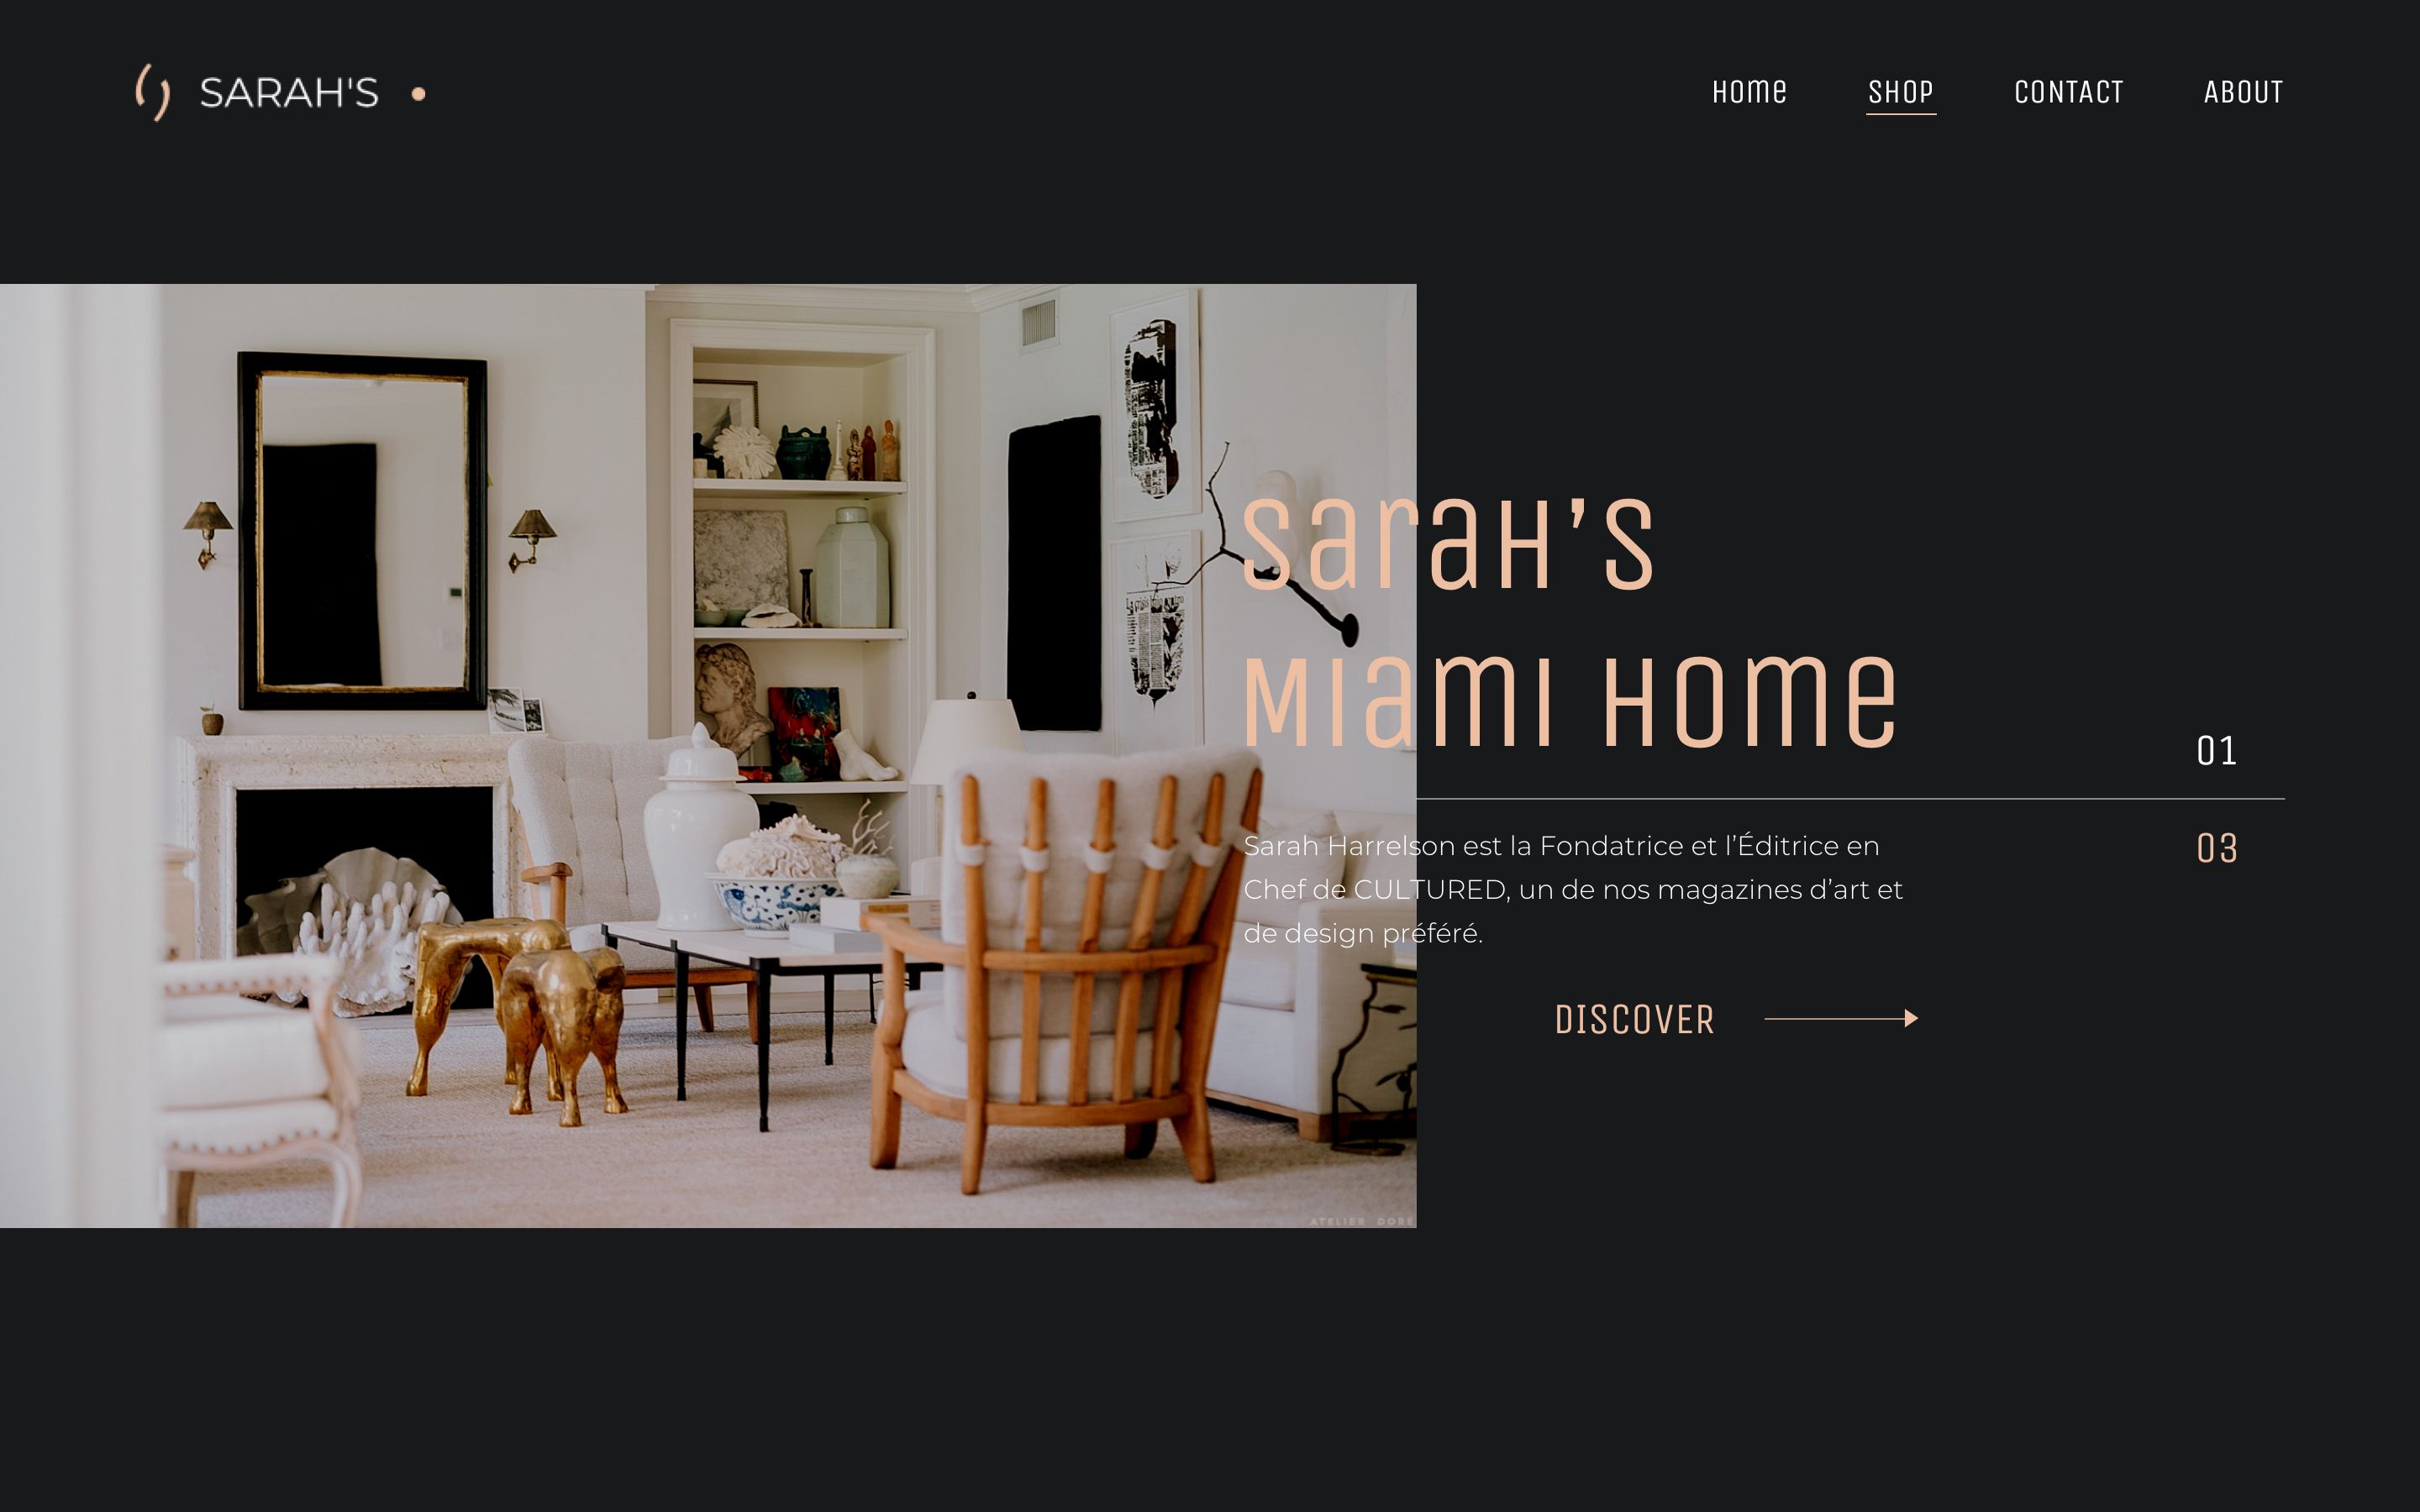 SARAH'S
Home
SHOP
CONTACT
ABOUT
Sarah’s
Miami Home
01
03
Sarah Harrelson est la Fondatrice et l’Éditrice en
Chef de CULTURED, un de nos magazines d’art et
de design préféré.
DISCOVER
ATELIER DORÉ